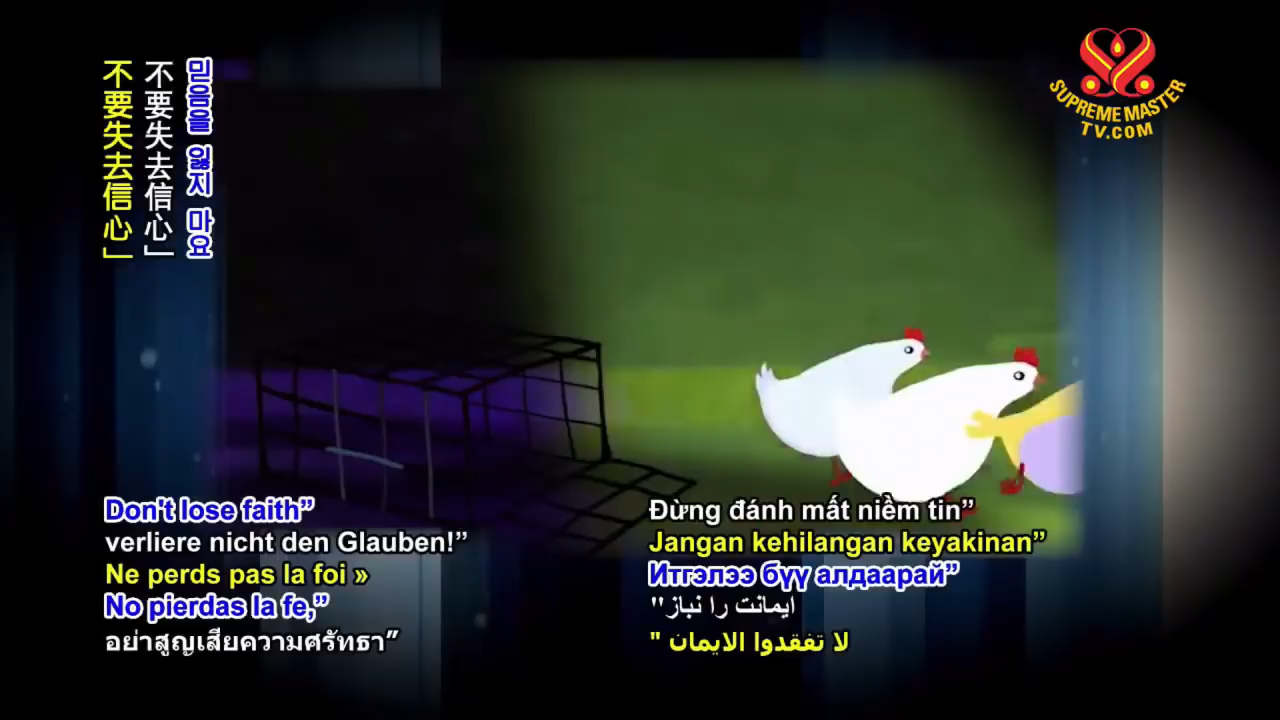 믿음을 잃지 마요
不要失去信心」
不要失去信心」
SUPREME MASTER
TV.COM
Don't lose faith”
verliere nicht den Glauben!”
Ne perds pas la foi »
No pierdas la fe,”
อย่าสูญเสียความศรัทธา”
Đừng đánh mất niềm tin”
Jangan kehilangan keyakinan”
Итгэлээ бүү алдаарай”
ایمانت را نباز"
لا تفقدوا الايمان "